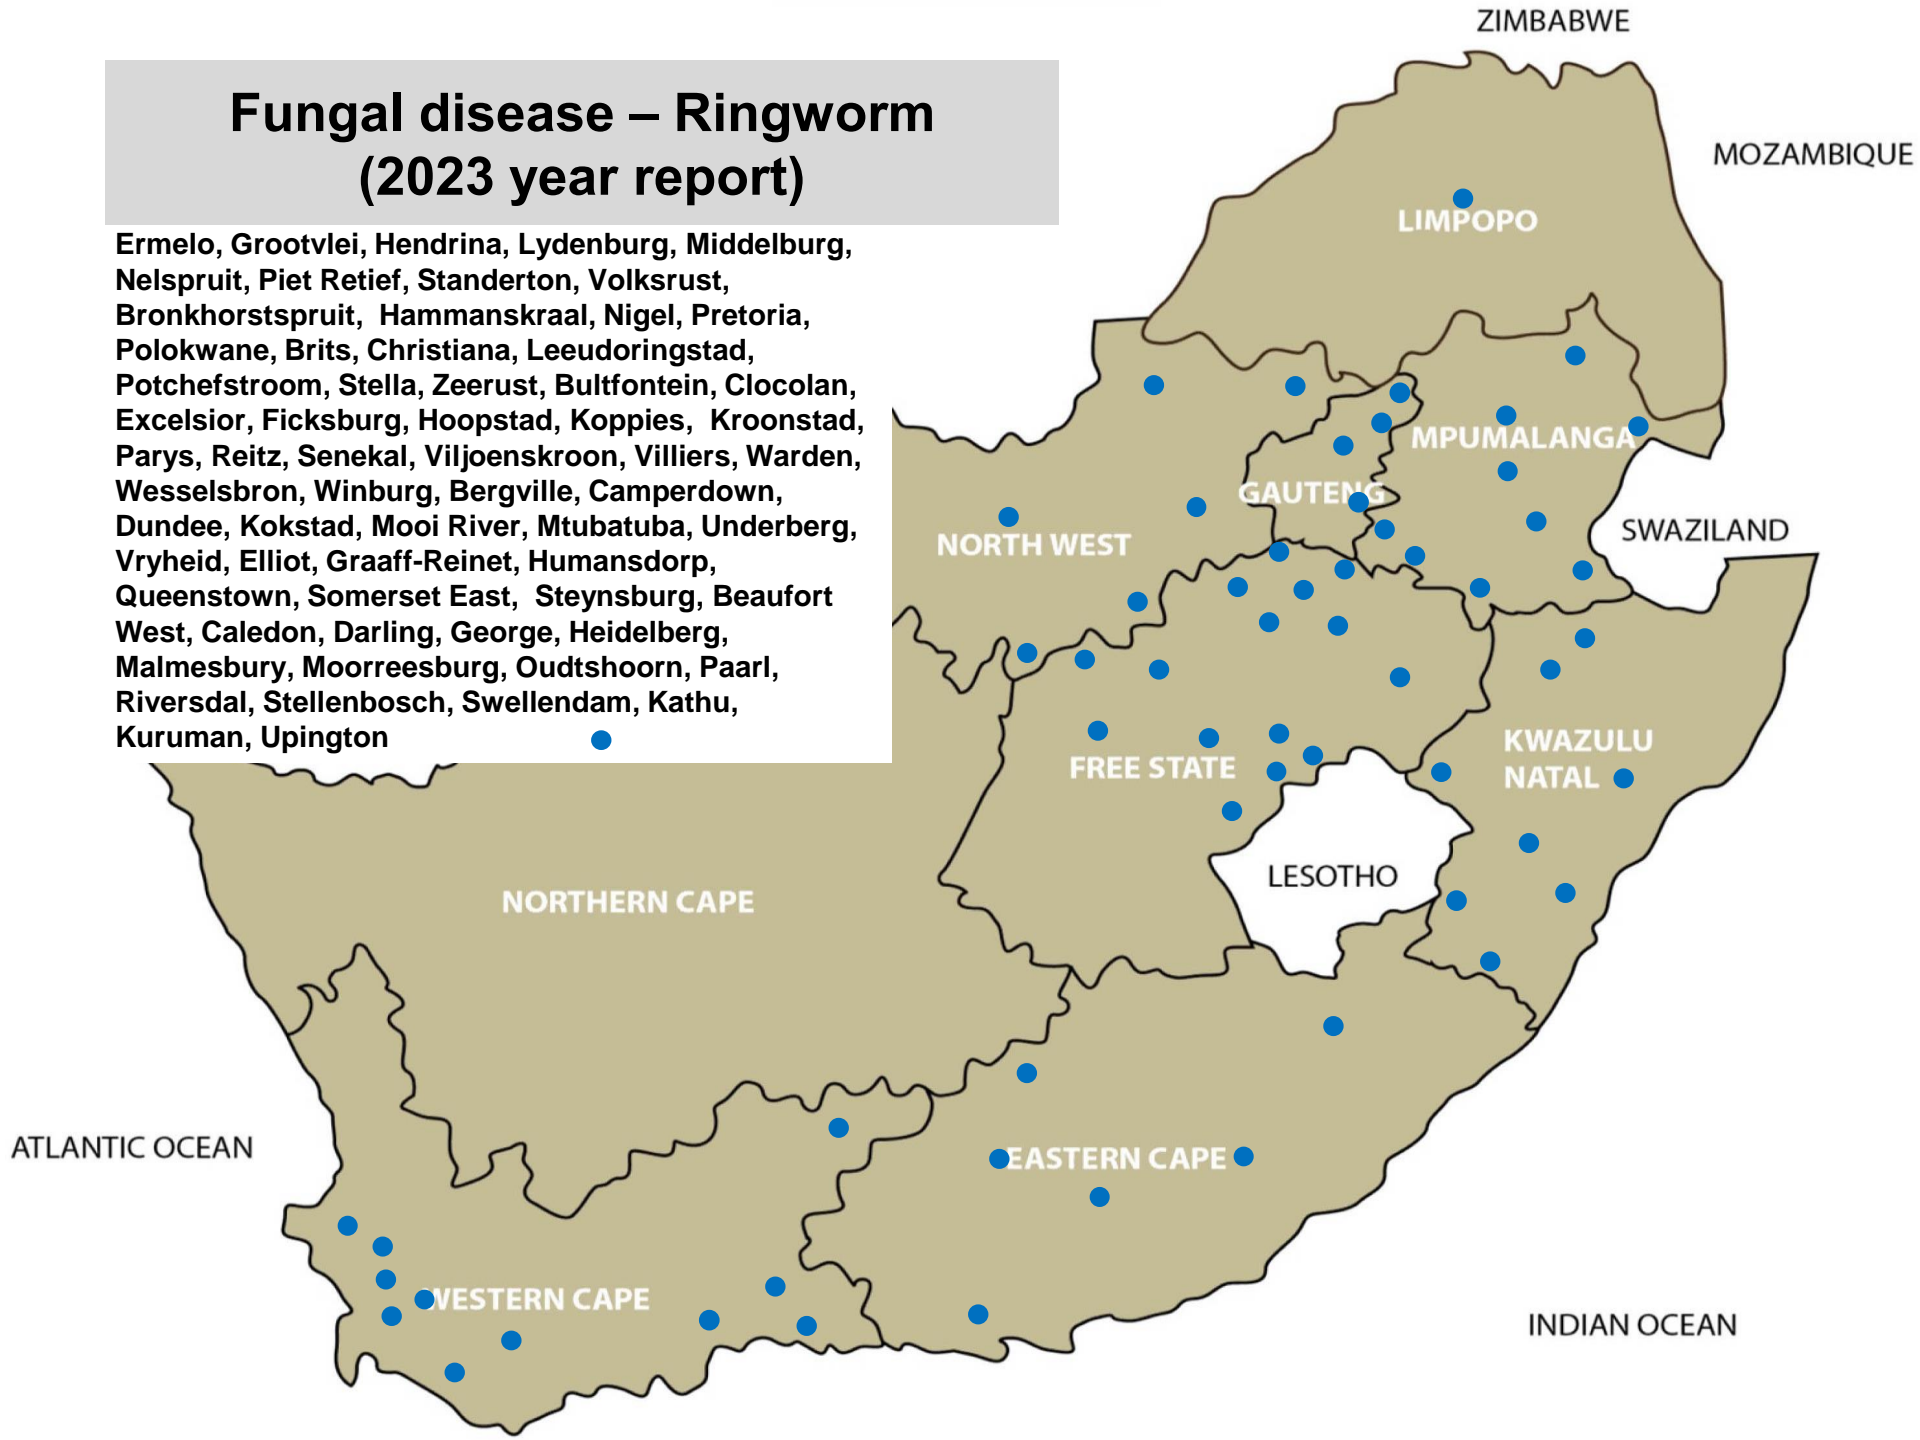 Fungal disease – Ringworm
(2023 year report)
Ermelo, Grootvlei, Hendrina, Lydenburg, Middelburg,
Nelspruit, Piet Retief, Standerton, Volksrust,
Bronkhorstspruit, Hammanskraal, Nigel, Pretoria,
Polokwane, Brits, Christiana, Leeudoringstad,
Potchefstroom, Stella, Zeerust, Bultfontein, Clocolan,
Excelsior, Ficksburg, Hoopstad, Koppies, Kroonstad,
Parys, Reitz, Senekal, Viljoenskroon, Villiers, Warden,
Wesselsbron, Winburg, Bergville, Camperdown,
Dundee, Kokstad, Mooi River, Mtubatuba, Underberg,
Vryheid, Elliot, Graaff-Reinet, Humansdorp,
Queenstown, Somerset East, Steynsburg, Beaufort
West, Caledon, Darling, George, Heidelberg,
Malmesbury, Moorreesburg, Oudtshoorn, Paarl,
Riversdal, Stellenbosch, Swellendam, Kathu,
Kuruman, Upington
ZIMBABWE
MOZAMBIQUE
LIMPOPO
MPUMALANGA
GAUTENG
SWAZILAND
NORTH WEST
KWAZULU
NATAL
FREE STATE
LESOTHO
NORTHERN CAPE
ATLANTIC OCEAN
EASTERN CAPE
WESTERN CAPE
INDIAN OCEAN